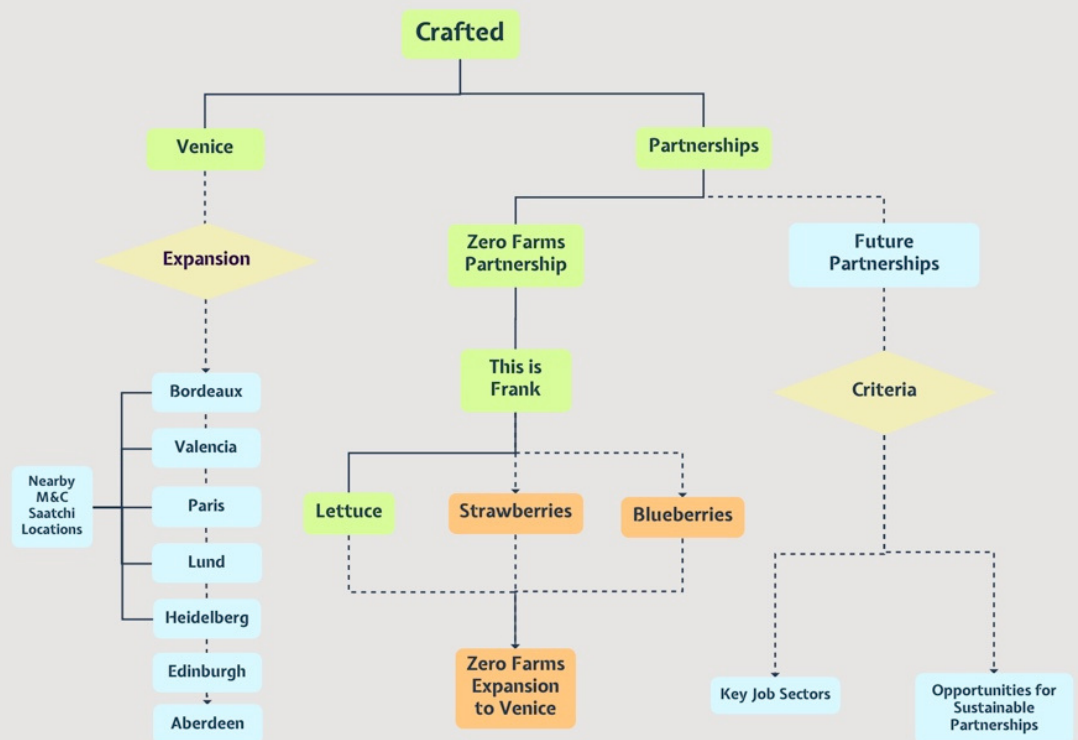 Crafted
Venice
Partnerships
Expansion
Zero Farms
Partnership
Future
Partnerships
This is
Frank
Criteria
Bordeaux
Valencia
Paris
Lund
Heidelberg
Edinburgh
Aberdeen
Nearby
M&C
Saatchi
Locations
Lettuce
Strawberries
Blueberries
Zero Farms
Expansion
to Venice
Key Job Sectors
Opportunities for
Sustainable
Partnerships